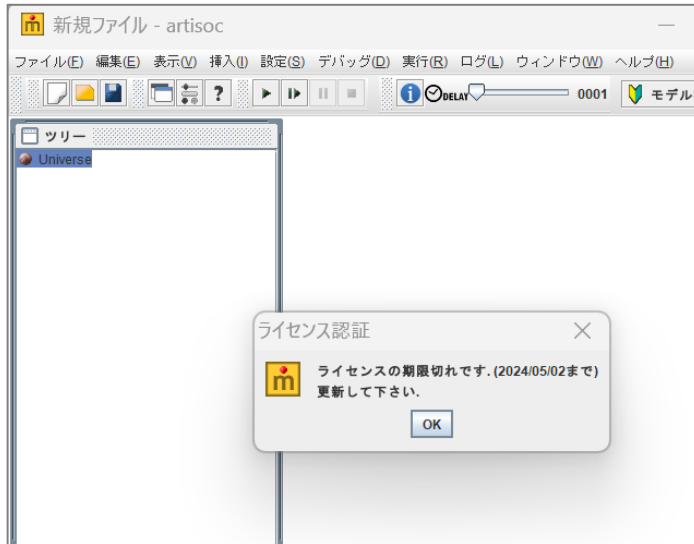 新規ファイル - artisoc
ファイル(F) 編集(E) 表示(V) 挿入(I) 設定(S) デバッグ(D) 実行(R) ログ(L) ウィンドウ(W) ヘルプ(H)
? DELAY 0001 モデル
ツリー
Universe
ライセンス認証
ライセンスの期限切れです.(2024/05/02まで)
更新して下さい.
OK